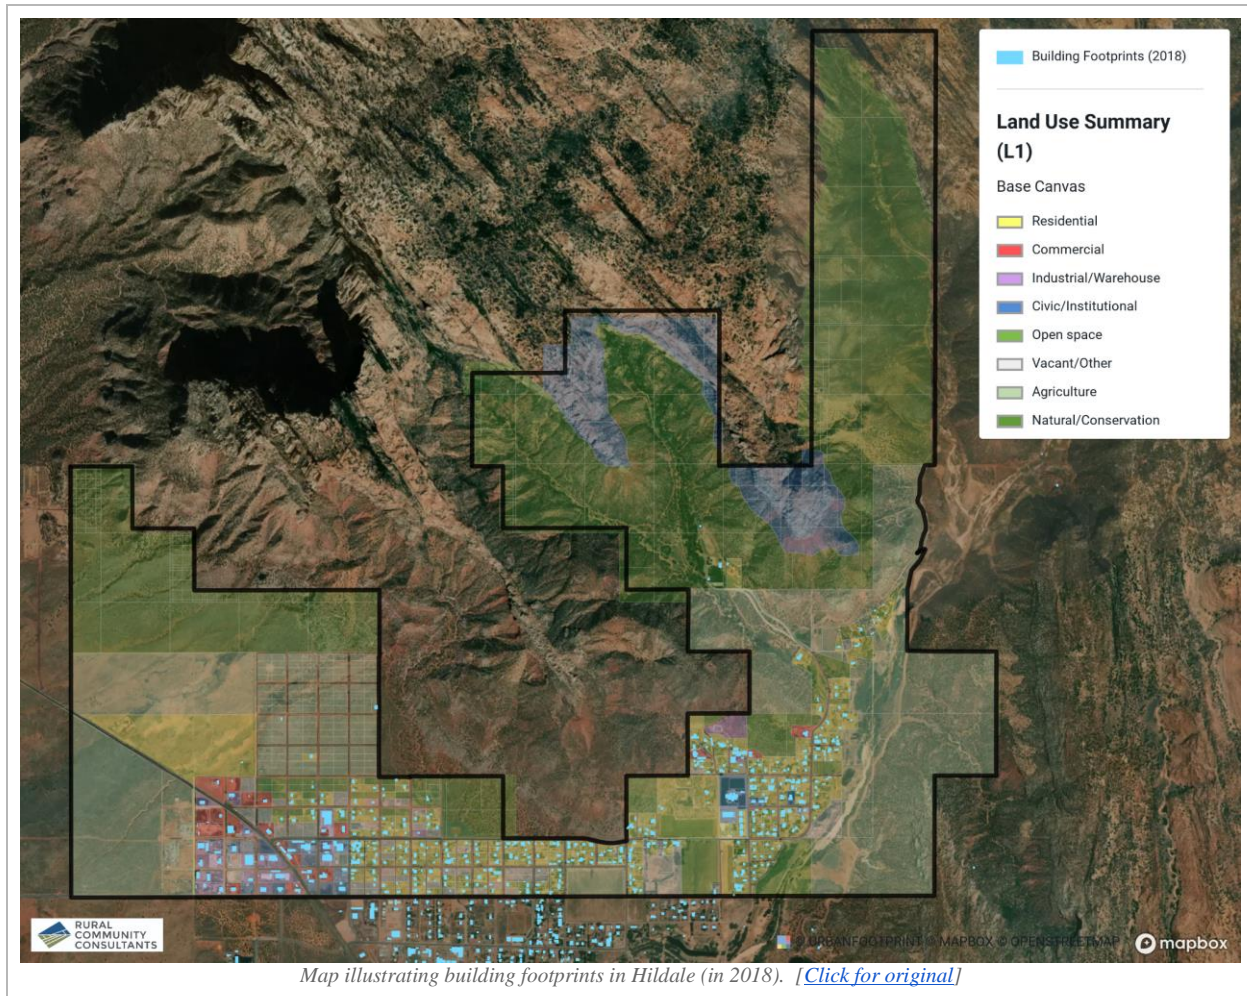 Building Footprints (2018)
Land Use Summary
(L1)
Base Canvas
Residential
Commercial
Industrial/Warehouse
Civic/Institutional
Open space
Vacant/Other
Agriculture
Natural/Conservation
RURAL
COMMUNITY
CONSULTANTS
© URBANFOOTPRINT © MAPBOX © OPENSTREETMAP
mapbox
Map illustrating building footprints in Hildale (in 2018). [Click for original]